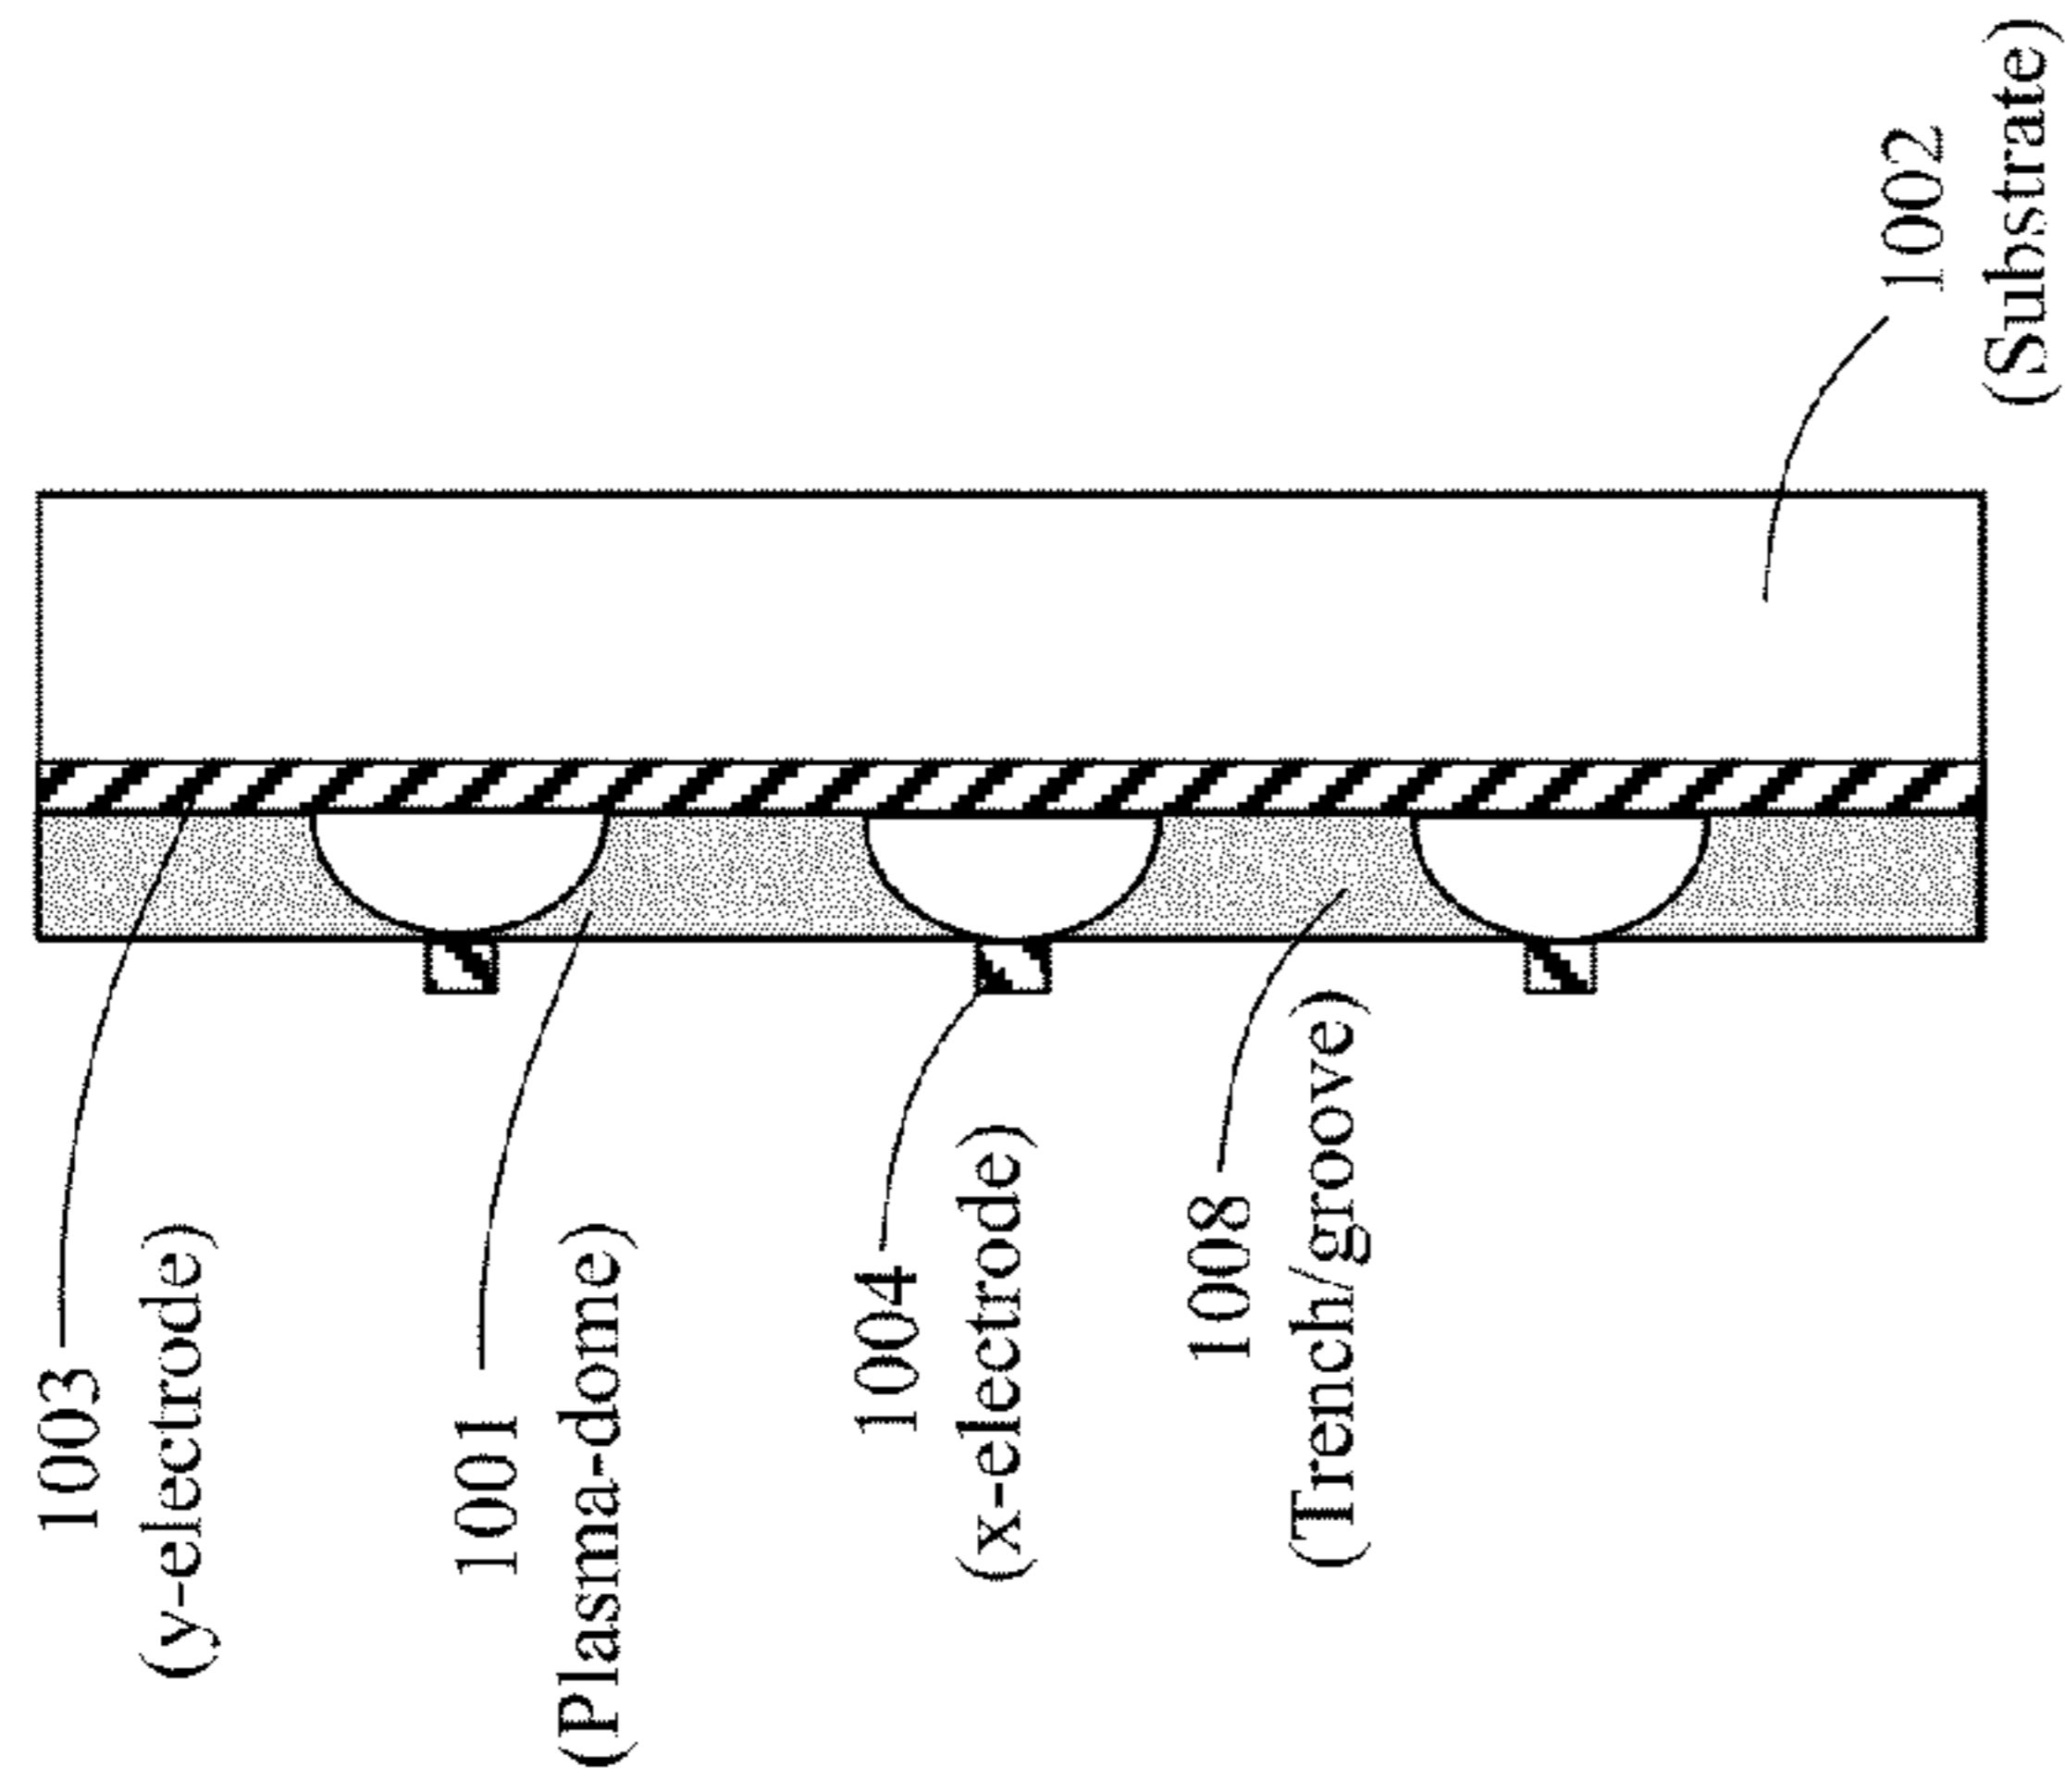 1003
(y-electrode)
1001
(Plasma-dome)
1004
(x-electrode)
1008
(Trench/groove)
1002
(Substrate)